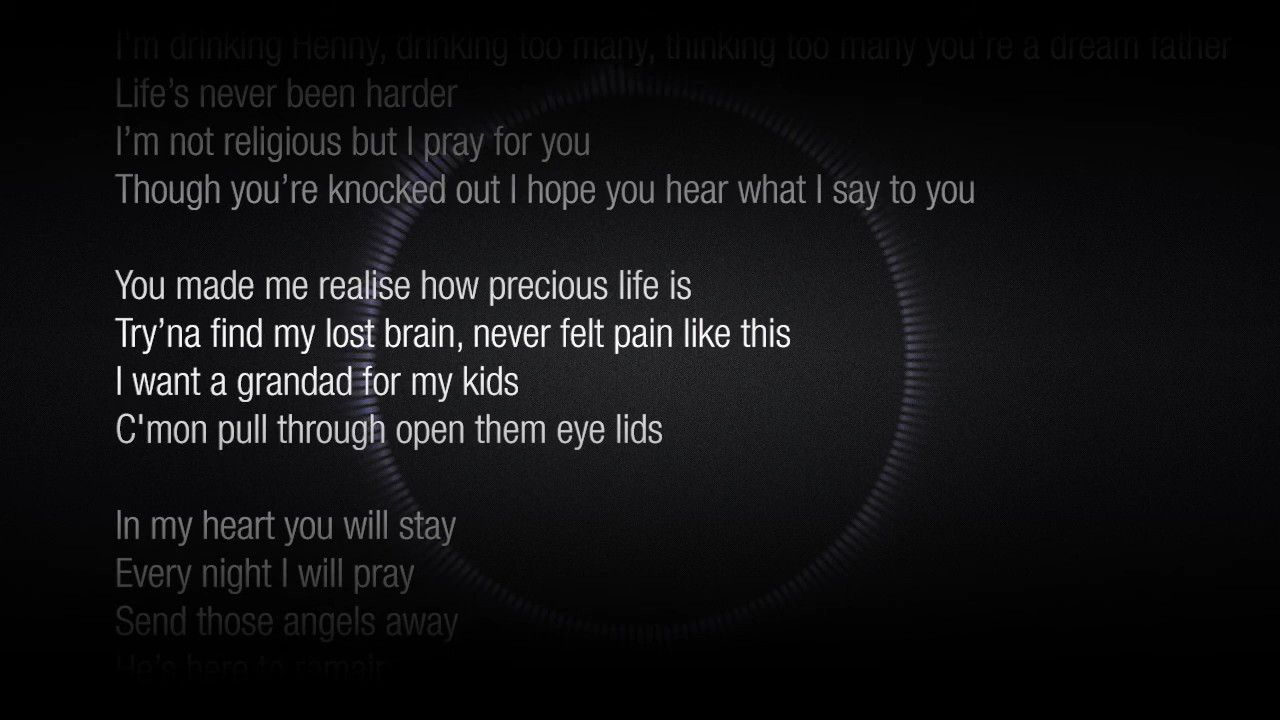 I'm drinking Henny, drinking too many, thinking too many you're a dream father
Life's never been harder
I'm not religious but I pray for you
Though you're knocked out I hope you hear what I say to you
You made me realise how precious life is
Try'na find my lost brain, never felt pain like this
I want a grandad for my kids
C'mon pull through open them eye lids
In my heart you will stay
Every night I will pray
Send those angels away
He's here to remain